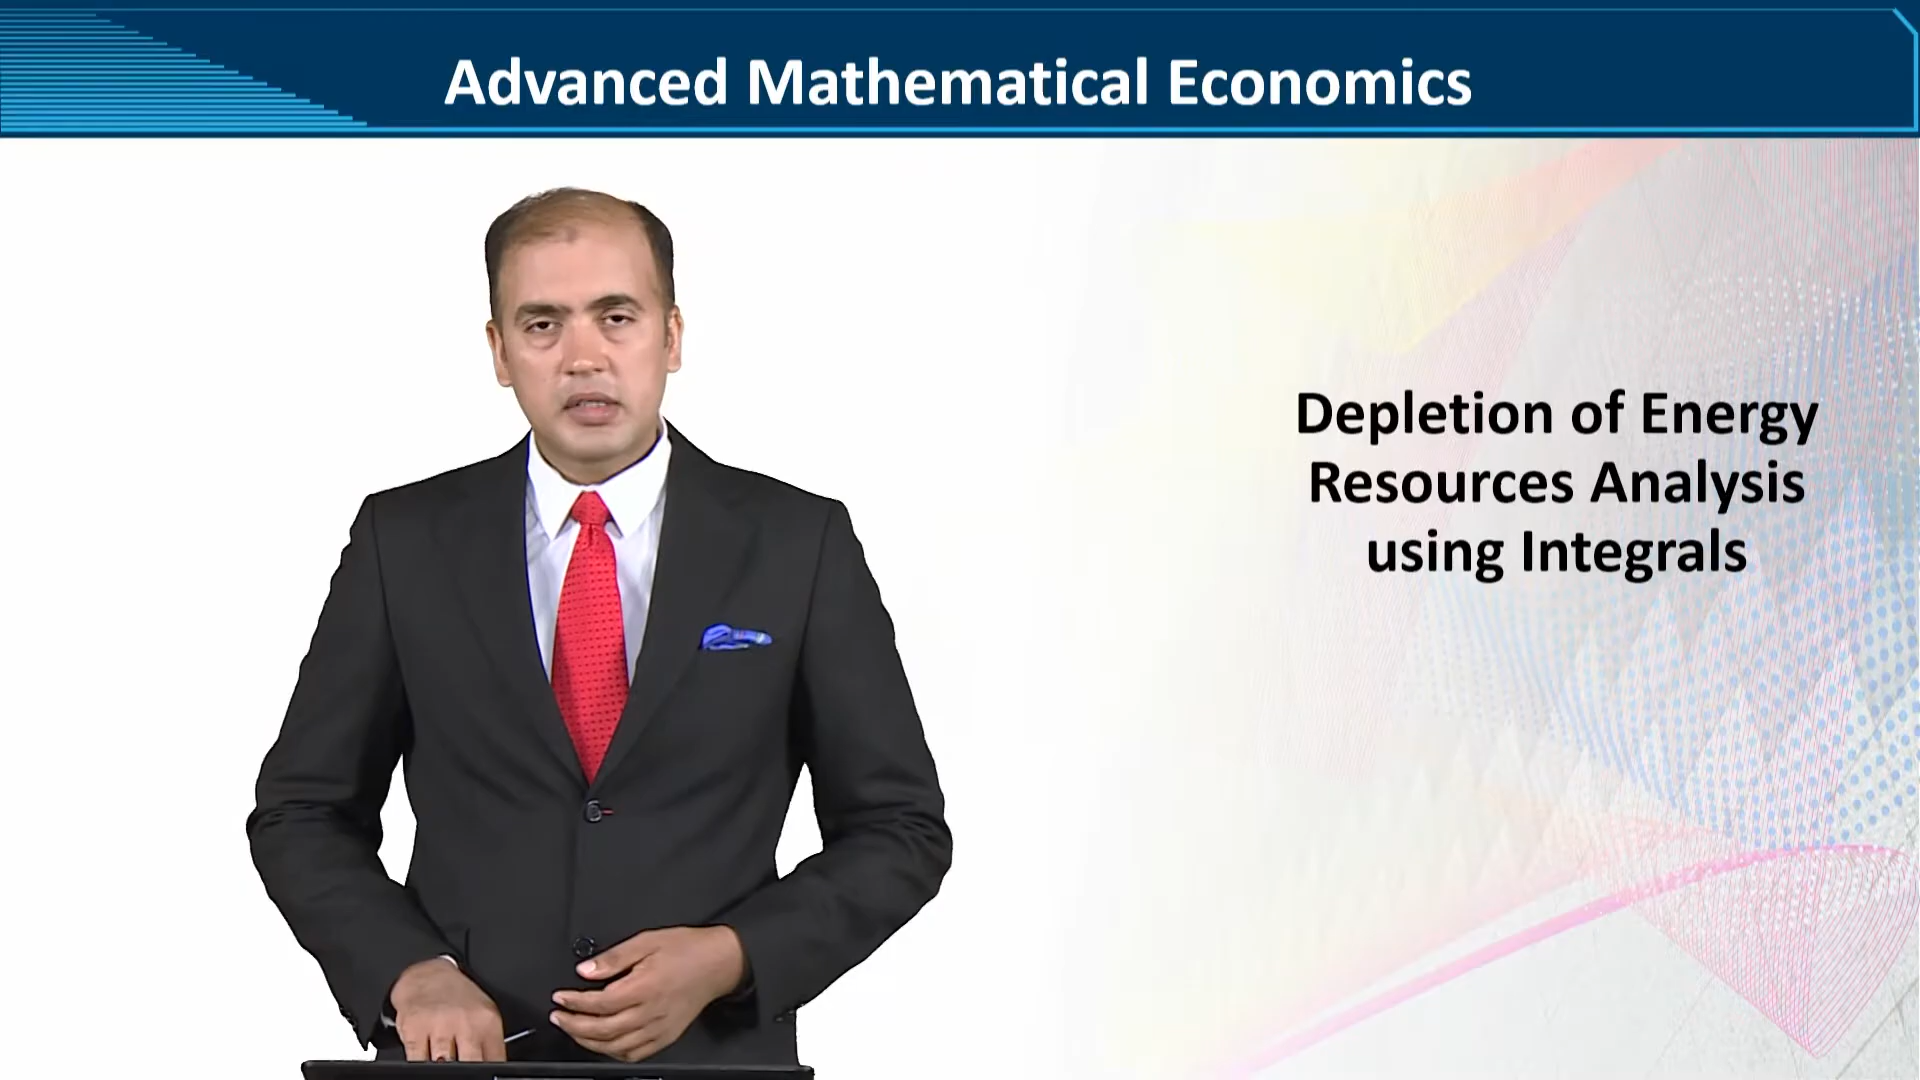 Advanced Mathematical Economics
Depletion of Energy
Resources Analysis
using Integrals